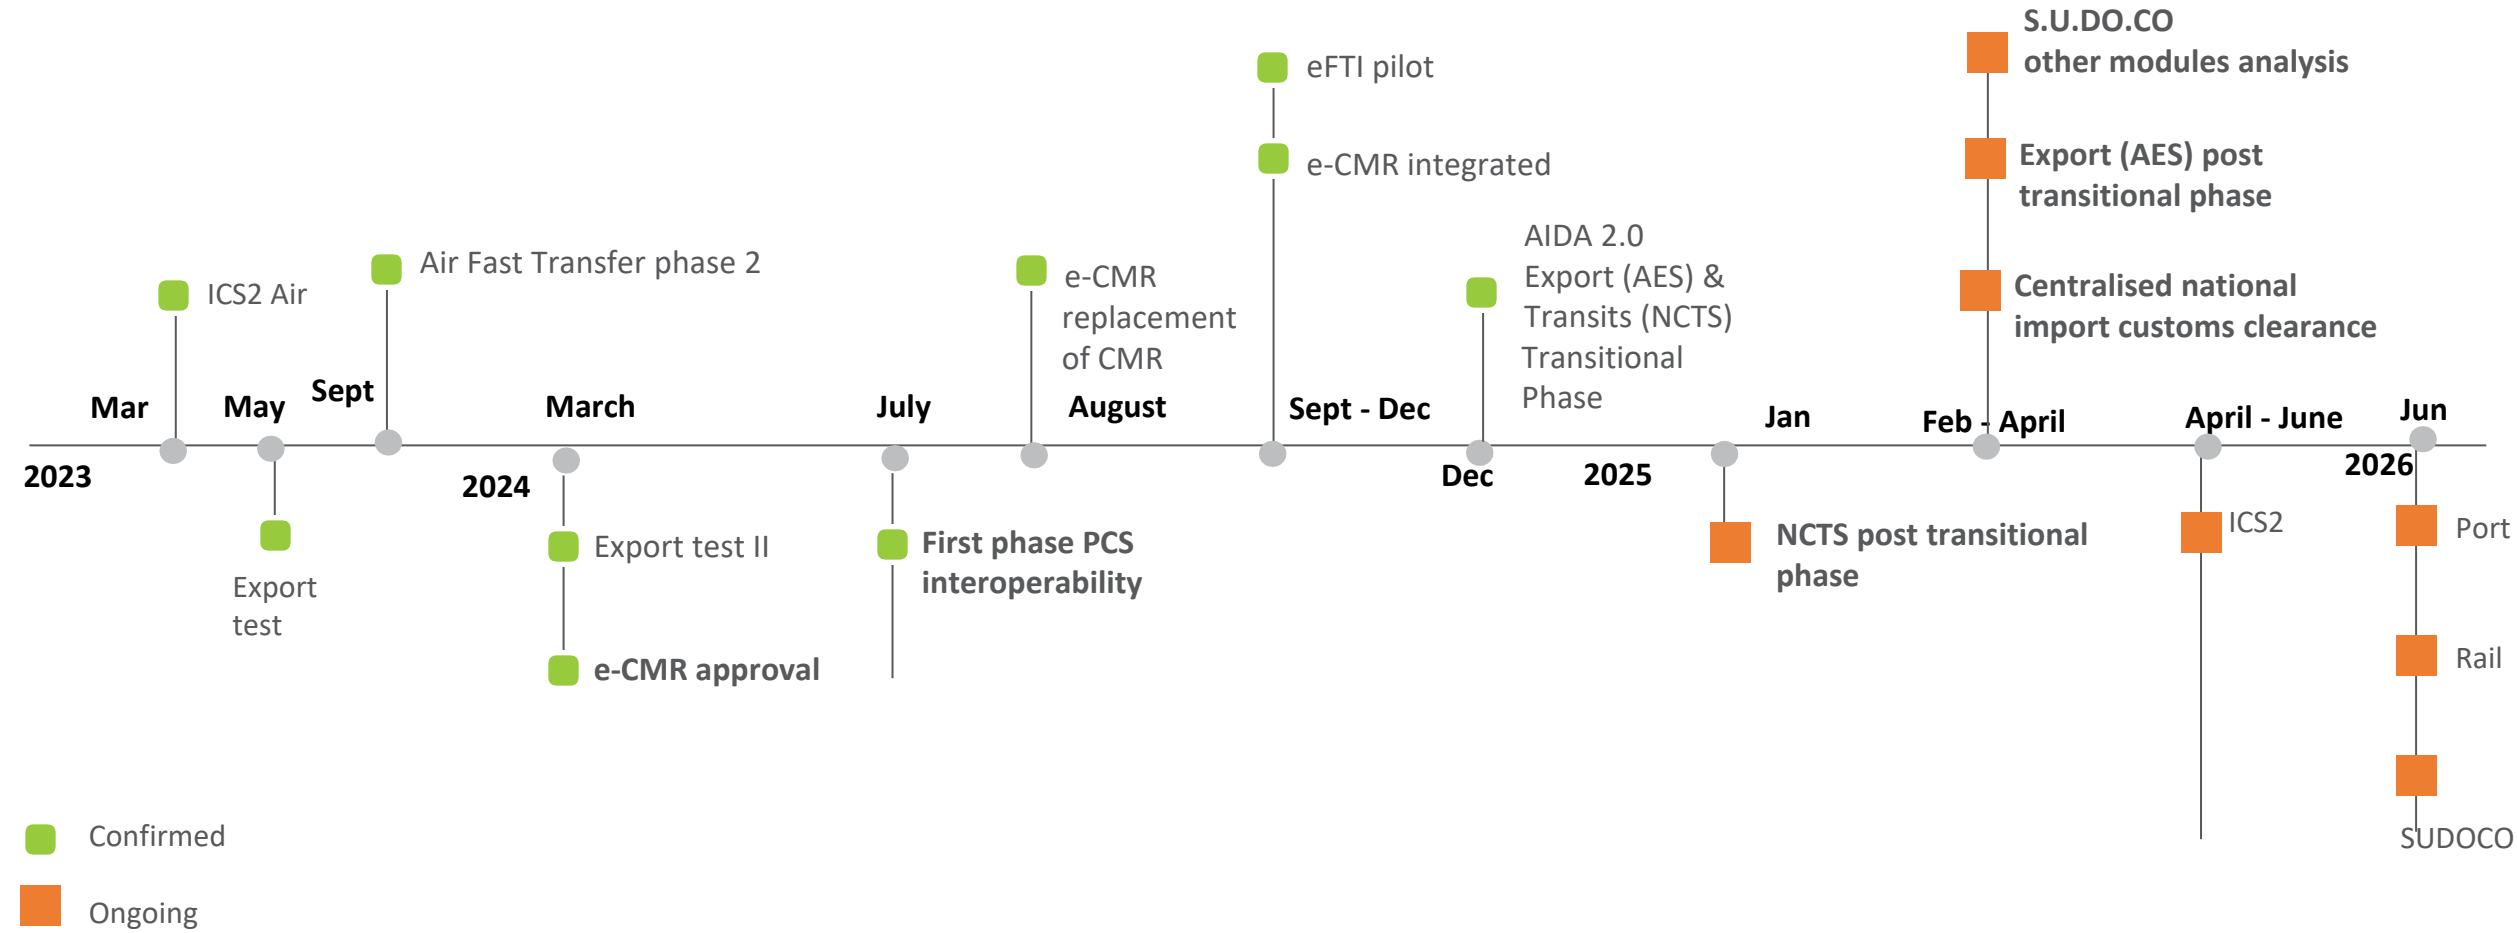 S.U.DO.CO
other modules analysis
eFTI pilot
e-CMR integrated
Export (AES) post
transitional phase
AIDA 2.0
Export (AES) &
Transits (NCTS)
Transitional
Phase
Air Fast Transfer phase 2
ICS2 Air
e-CMR
replacement
of CMR
Centralised national
import customs clearance
Mar
May
Sept
March
July
August
Sept - Dec
Jan
Feb - April
April - June
Jun
2023
2024
Dec
2025
2026
Export
test
Export test II
e-CMR approval
First phase PCS
interoperability
NCTS post transitional
phase
ICS2
Port
Rail
SUDOCO
Confirmed
Ongoing